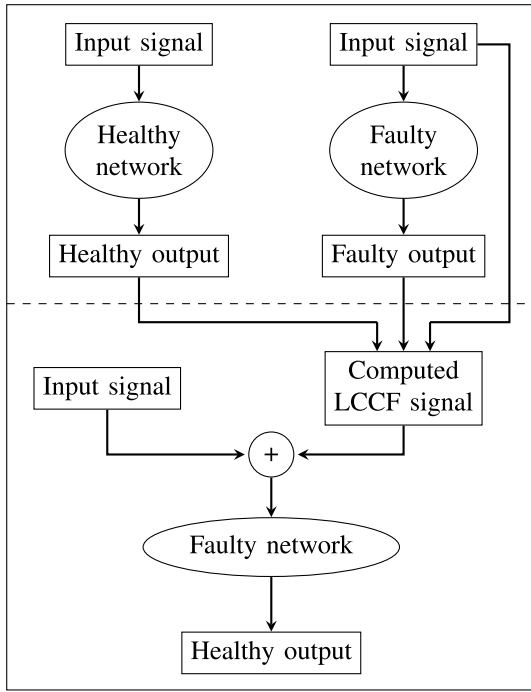 Input signal
Input signal
Healthy
network
Faulty
network
Healthy output
Faulty output
Computed
LCCF signal
Input signal
+
Faulty network
Healthy output